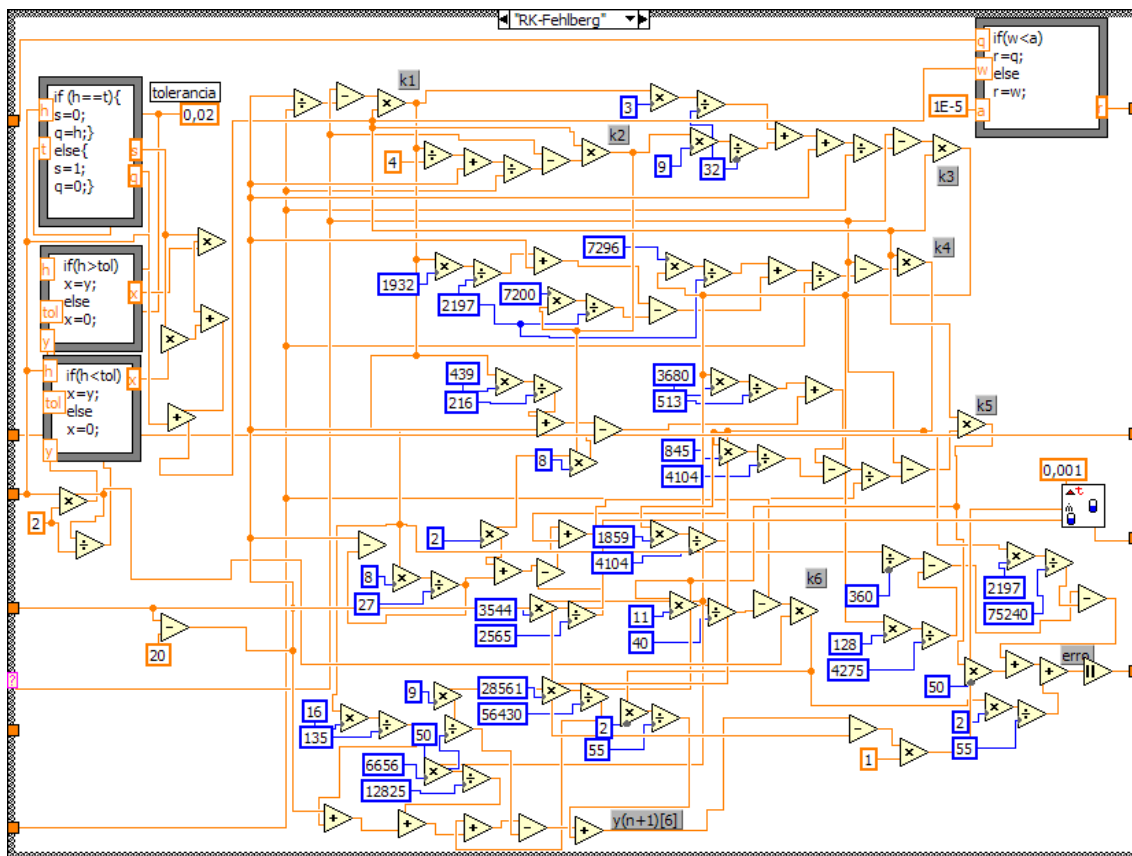 "RK-Fehlberg"
if (h==t){
s=0;
q=h;}
else{
s=1;
q=0;}
h
t
s
q
tolerancia
0,02
if(h>tol)
x=y;
else
x=0;
h
tol
y
x
if(h<tol)
x=y;
else
x=0;
h
tol
y
x
2
20
?
k1
4
k2
3
9
32
k3
if(w<a)
r=q;
else
r=w;
q
w
a
r
1E-5
1932
2197
7200
7296
k4
439
216
8
3680
513
845
4104
k5
0,001
2
8
27
1859
4104
3544
2565
11
40
k6
360
2197
75240
128
4275
50
erro
2
55
1
16
135
9
50
6656
12825
28561
56430
2
55
y(n+1)[6]